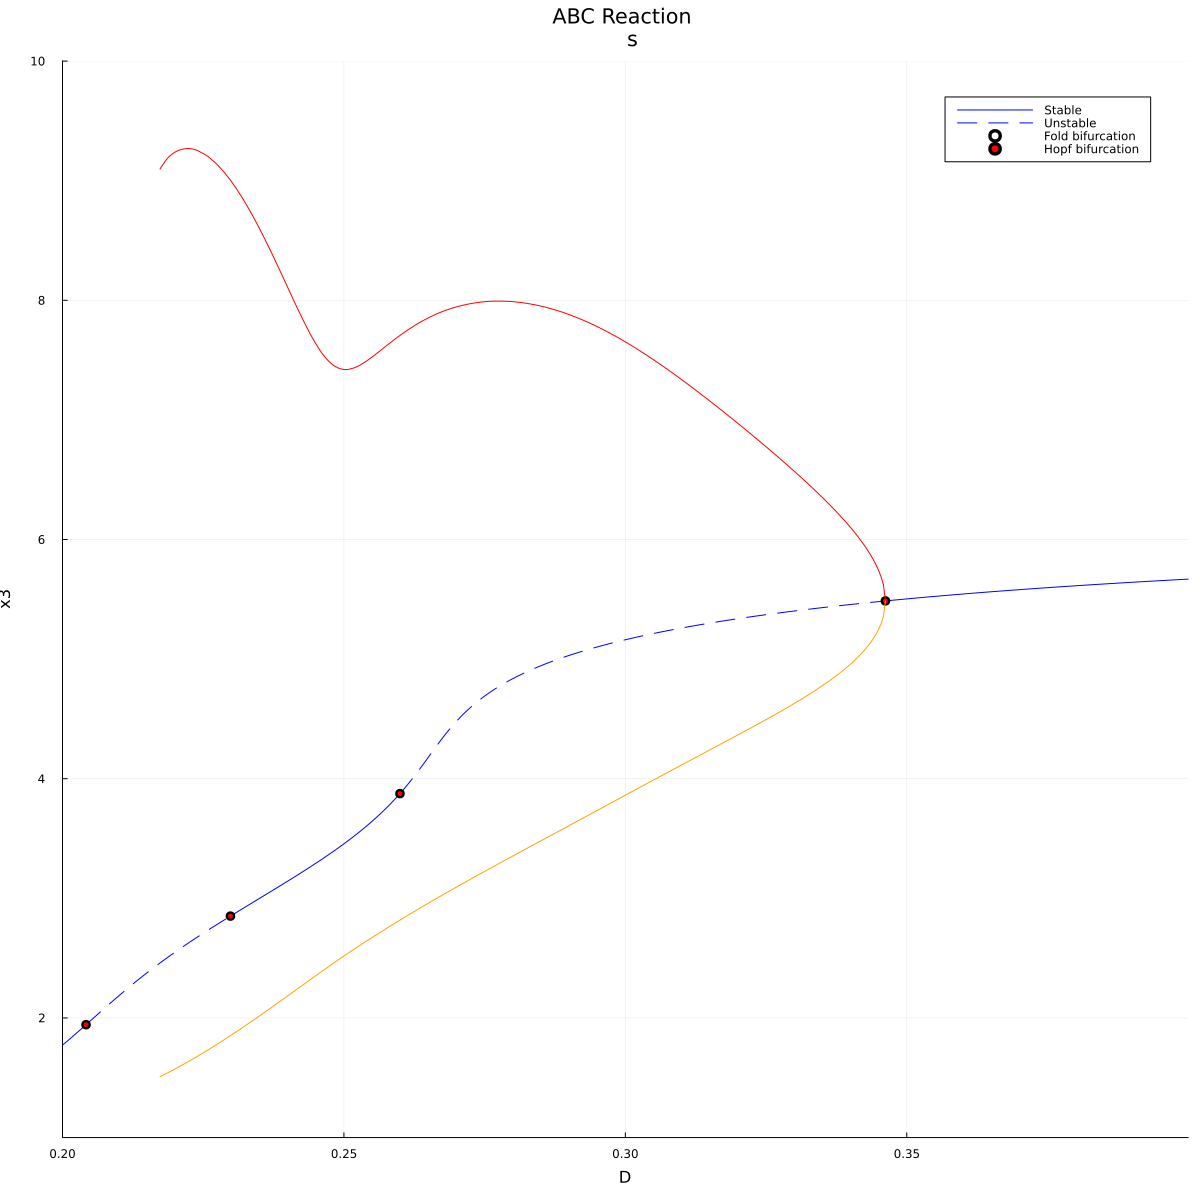 ABC Reaction
s
10
8
6
4
2
x3
0.20
0.25
0.30
0.35
D
Stable
Unstable
Fold bifurcation
Hopf bifurcation